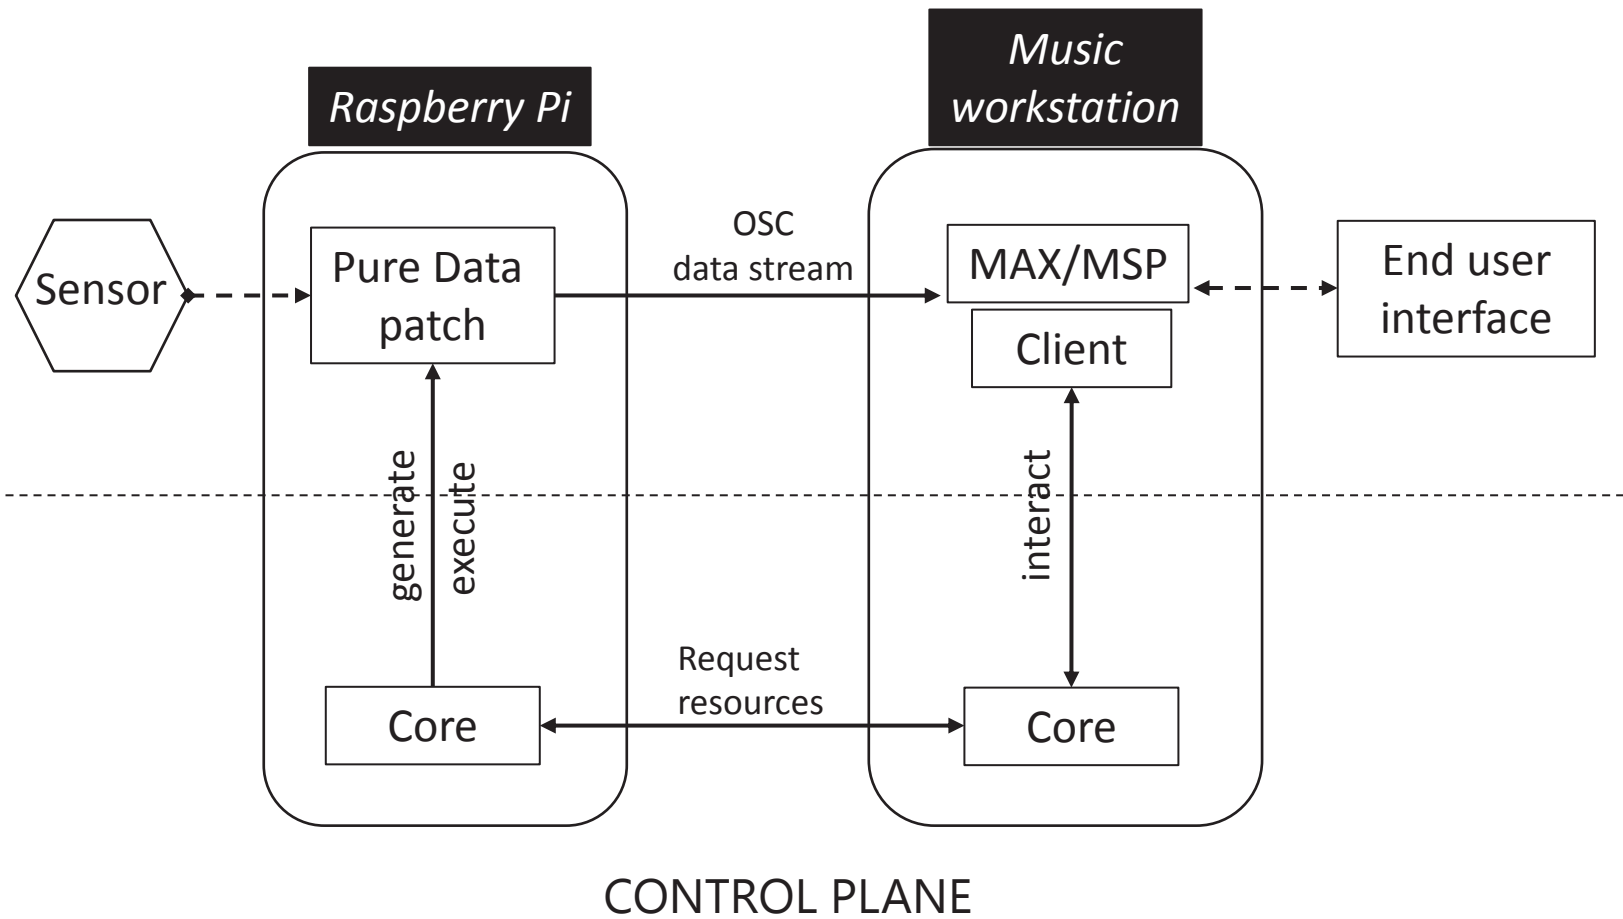 Music
workstation
Raspberry Pi
Sensor
Pure Data
patch
OSC
data stream
MAX/MSP
Client
End user
interface
generate
execute
interact
Request
resources
Core
Core
CONTROL PLANE